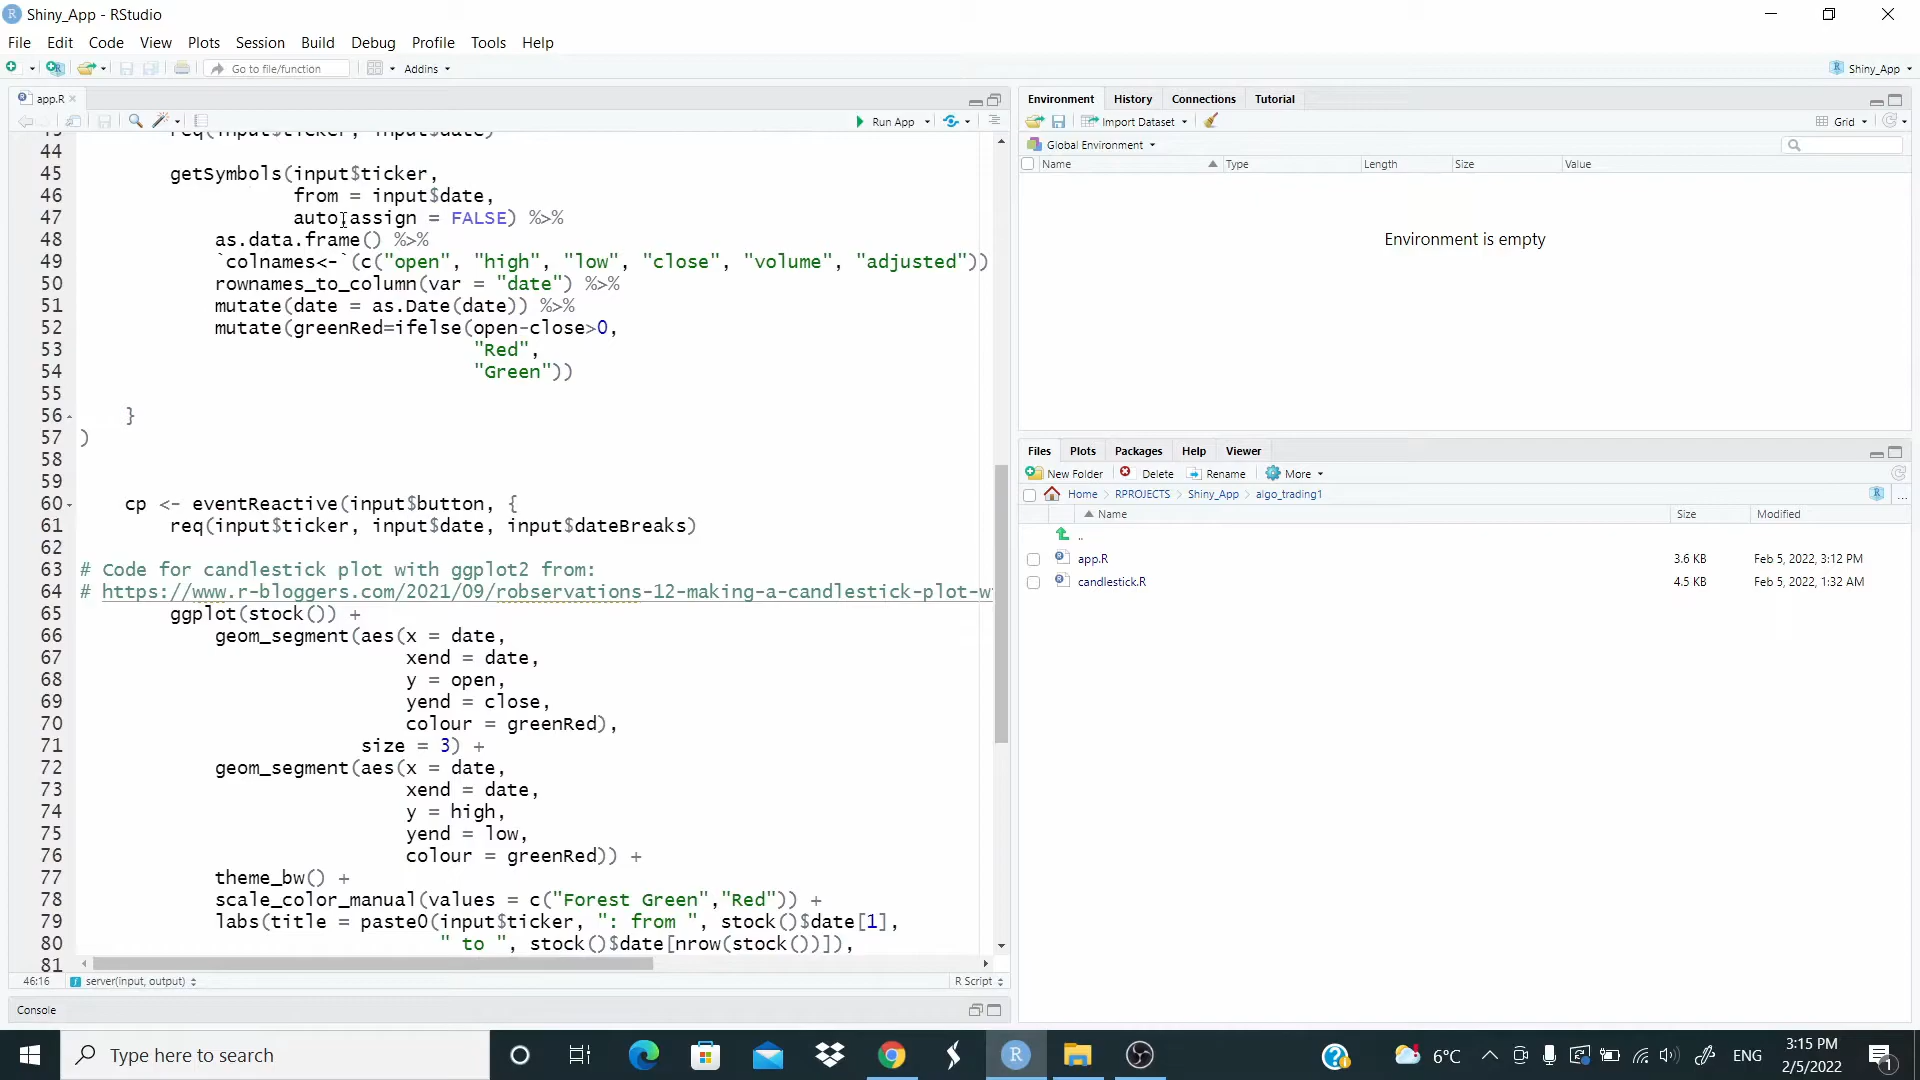 Shiny_App - RStudio
File Edit Code View Plots Session Build Debug Profile Tools Help
Go to file/function Addins Shiny_App
app.R
Run App
43 req(input$ticker, input$date)
44
45 getSymbols(input$ticker,
46 from = input$date,
47 auto.assign = FALSE) %>%
48 as.data.frame() %>%
49 `colnames<-`(c("open", "high", "low", "close", "volume", "adjusted"))
50 rownames_to_column(var = "date") %>%
51 mutate(date = as.Date(date)) %>%
52 mutate(greenRed=ifelse(open-close>0,
53 "Red",
54 "Green"))
55
56 }
57 )
58
59
60 cp <- eventReactive(input$button, {
61 req(input$ticker, input$date, input$dateBreaks)
62
63 # Code for candlestick plot with ggplot2 from:
64 # https://www.r-bloggers.com/2021/09/robservations-12-making-a-candlestick-plot-w
65 ggplot(stock()) +
66 geom_segment(aes(x = date,
67 xend = date,
68 y = open,
69 yend = close,
70 colour = greenRed),
71 size = 3) +
72 geom_segment(aes(x = date,
73 xend = date,
74 y = high,
75 yend = low,
76 colour = greenRed)) +
77 theme_bw() +
78 scale_color_manual(values = c("Forest Green","Red")) +
79 labs(title = paste0(input$ticker, ": from ", stock()$date[1],
80 " to ", stock()$date[nrow(stock())]),
81
46:16 server(input, output) R Script
Console
Environment History Connections Tutorial
Import Dataset Grid
Global Environment
Name Type Length Size Value
Environment is empty
Files Plots Packages Help Viewer
New Folder Delete Rename More
Home RPROJECTS Shiny_App algo_trading1 ...
Name Size Modified
..
app.R 3.6 KB Feb 5, 2022, 3:12 PM
candlestick.R 4.5 KB Feb 5, 2022, 1:32 AM
Type here to search
6°C ENG
3:15 PM
2/5/2022
1